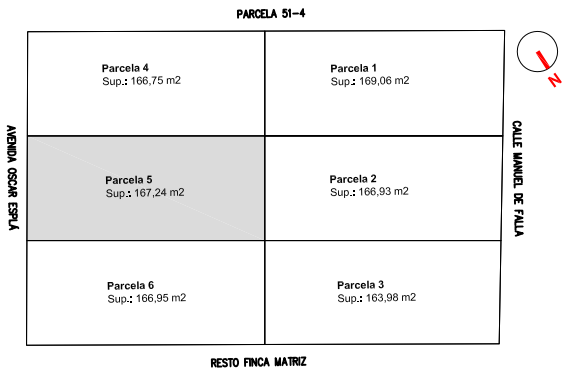 PARCELA 51-4
Parcela 4
Sup.: 166,75 m2
Parcela 1
Sup.: 169,06 m2
N
AVENIDA OSCAR ESPLÁ
Parcela 5
Sup.: 167,24 m2
Parcela 2
Sup.: 166,93 m2
CALLE MANUEL DE FALLA
Parcela 6
Sup.: 166,95 m2
Parcela 3
Sup.: 163,98 m2
RESTO FINCA MATRIZ